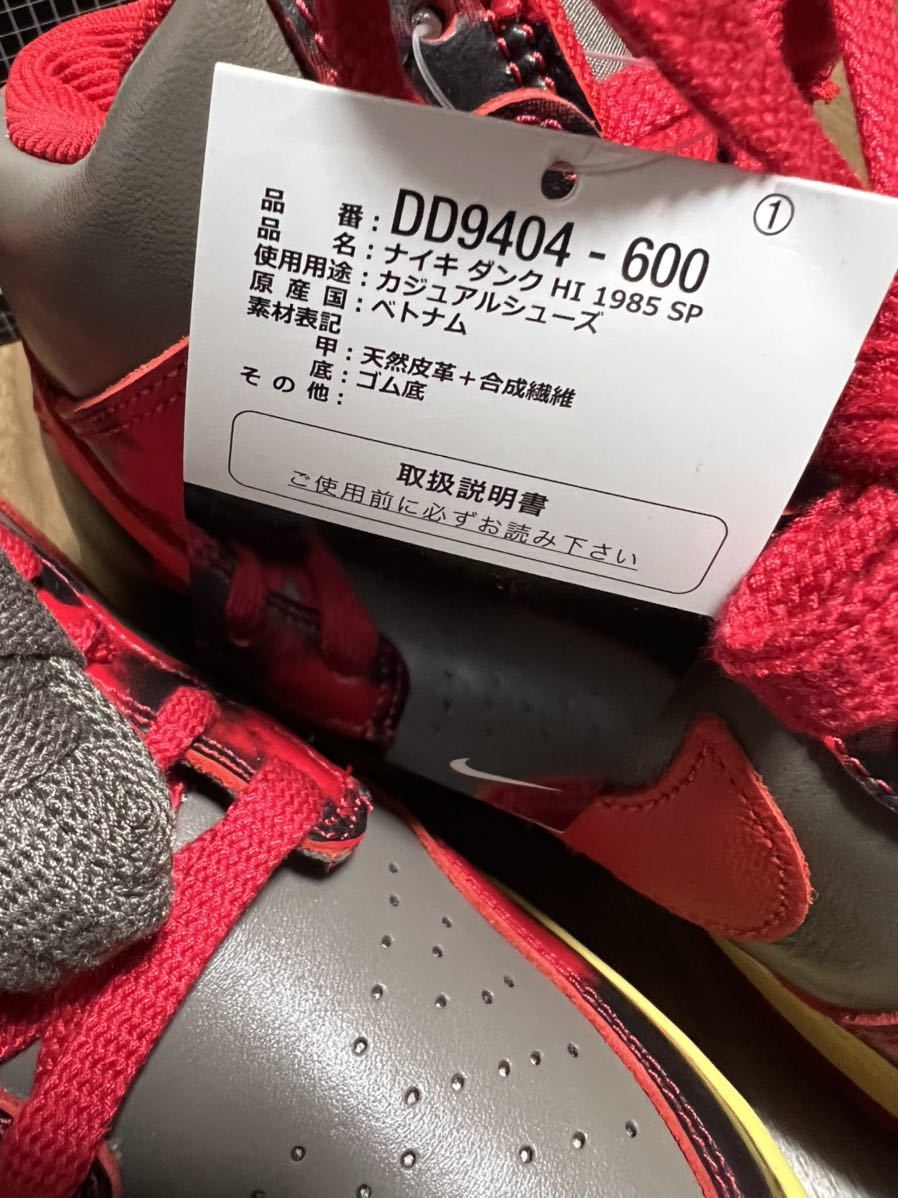 ①
品番：DD9404 - 600
品名：ナイキ ダンク HI 1985 SP
使用用途：カジュアルシューズ
原産国：ベトナム
素材表記
甲：天然皮革＋合成繊維
底：ゴム底
その他：
取扱説明書
ご使用前に必ずお読み下さい